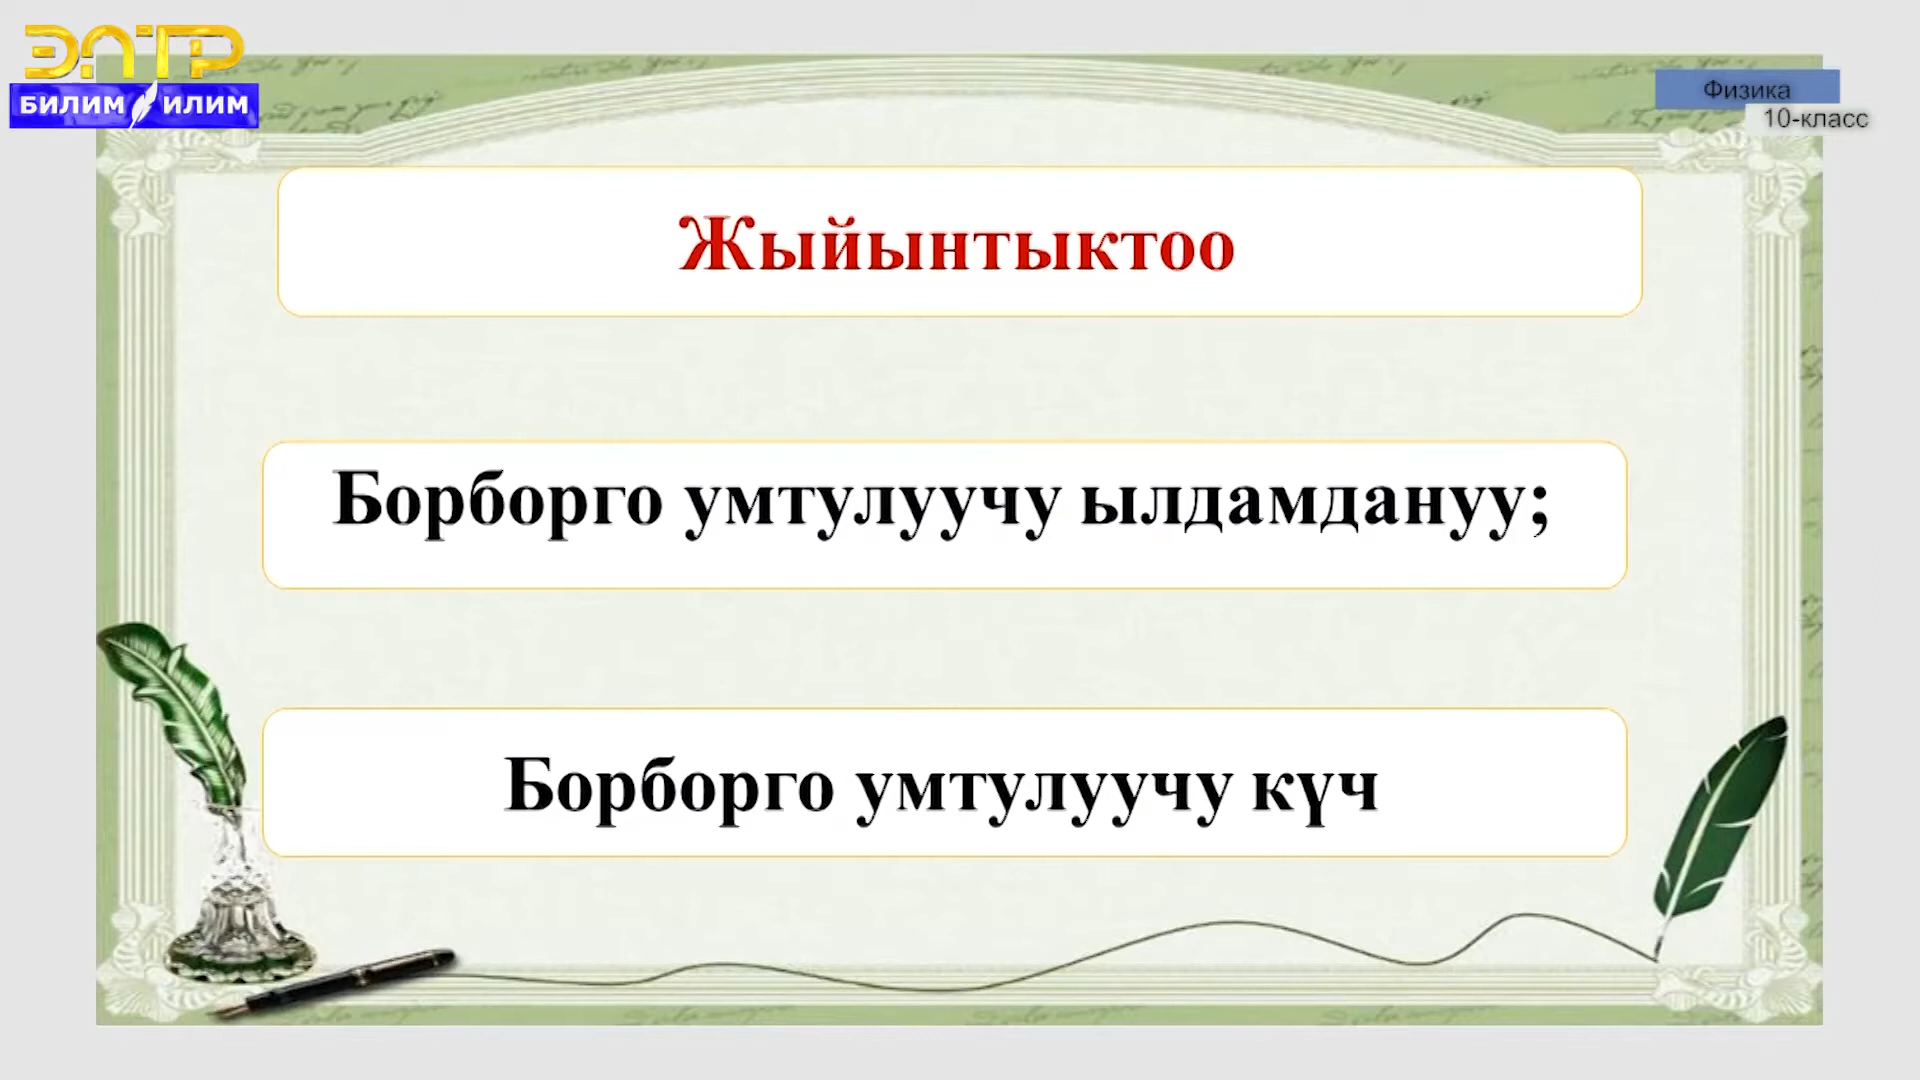 ЭЛТР
БИЛИМ ИЛИМ
Физика
10-класс
Жыйынтыктоо
Борборго умтулуучу ылдамдануу;
Борборго умтулуучу күч